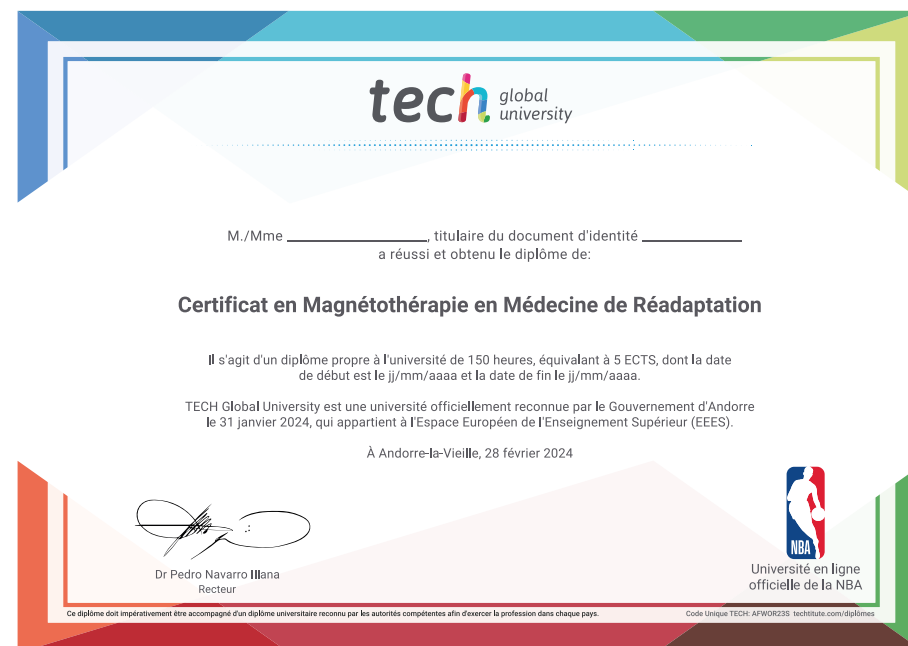 tech global university
M./Mme , titulaire du document d'identité
a réussi et obtenu le diplôme de:
Certificat en Magnétothérapie en Médecine de Réadaptation
Il s'agit d'un diplôme propre à l'université de 150 heures, équivalant à 5 ECTS, dont la date
de début est le jj/mm/aaaa et la date de fin le jj/mm/aaaa.
TECH Global University est une université officiellement reconnue par le Gouvernement d'Andorre
le 31 janvier 2024, qui appartient à l'Espace Européen de l'Enseignement Supérieur (EEES).
À Andorre-la-Vieille, 28 février 2024
Dr Pedro Navarro Illana
Recteur
NBA
Université en ligne
officielle de la NBA
Ce diplôme doit impérativement être accompagné d'un diplôme universitaire reconnu par les autorités compétentes afin d'exercer la profession dans chaque pays.
Code Unique TECH: AFWOR23S techtitute.com/diplômes